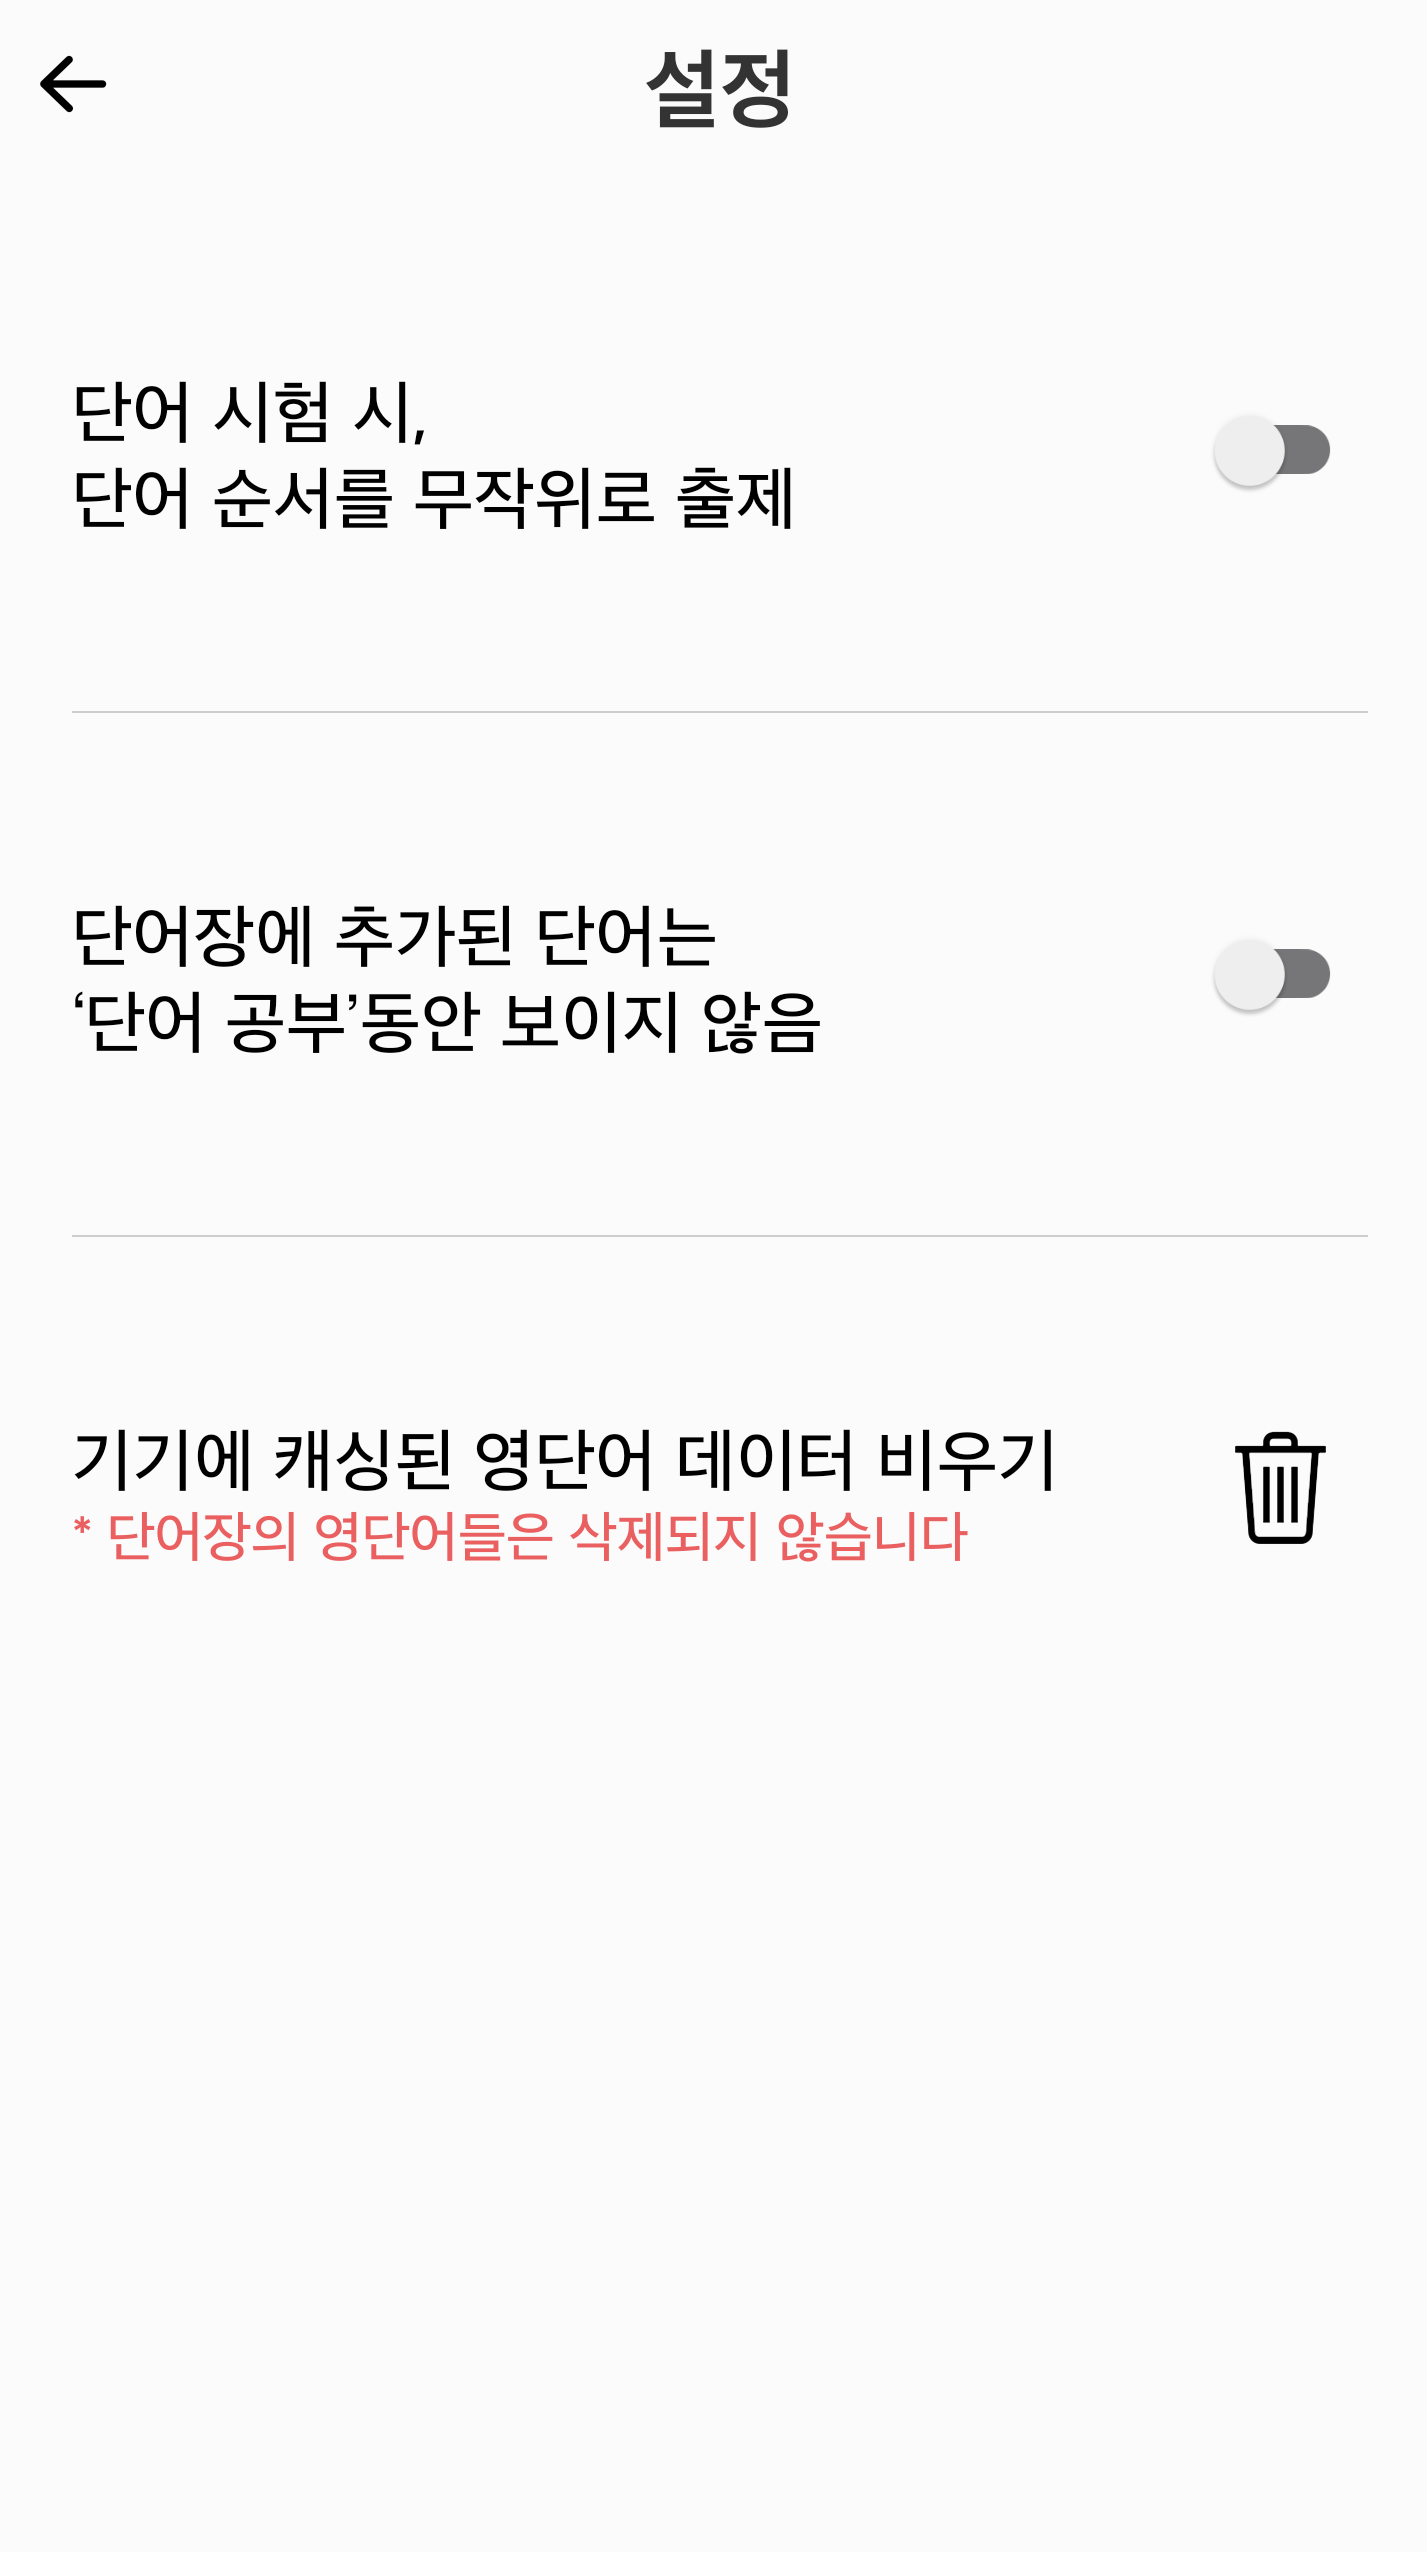 설정
단어 시험 시,
단어 순서를 무작위로 출제
단어장에 추가된 단어는
‘단어 공부’동안 보이지 않음
기기에 캐싱된 영단어 데이터 비우기
* 단어장의 영단어들은 삭제되지 않습니다